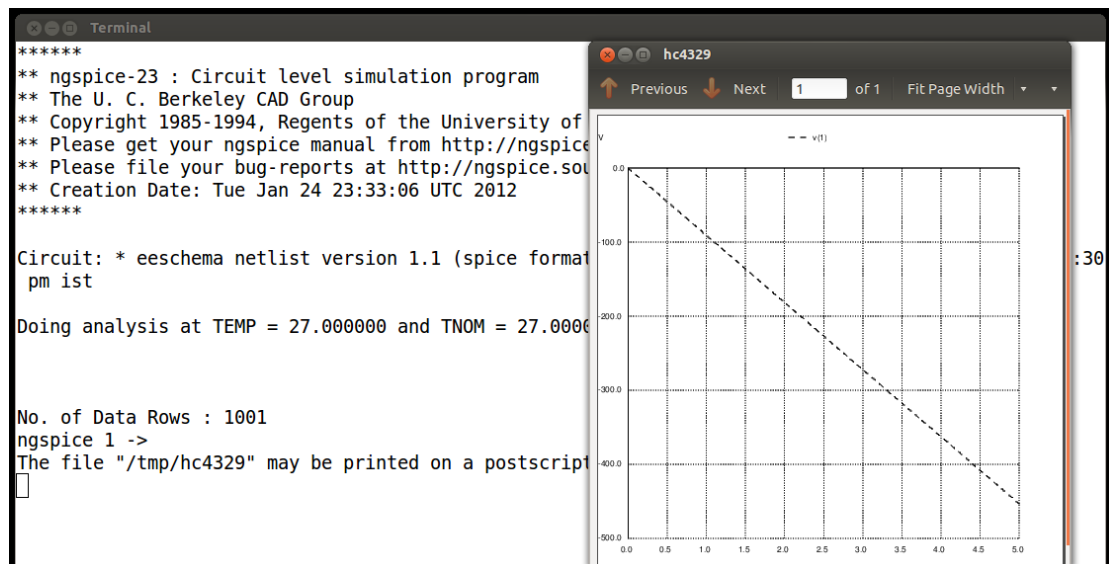 Terminal
******
** ngspice-23 : Circuit level simulation program
** The U. C. Berkeley CAD Group
** Copyright 1985-1994, Regents of the University of
** Please get your ngspice manual from http://ngspice
** Please file your bug-reports at http://ngspice.sou
** Creation Date: Tue Jan 24 23:33:06 UTC 2012
******
Circuit: * eeschema netlist version 1.1 (spice format
:30
pm ist
Doing analysis at TEMP = 27.000000 and TNOM = 27.0000
No. of Data Rows : 1001
ngspice 1 ->
The file "/tmp/hc4329" may be printed on a postscript
hc4329
Previous Next 1 of 1 Fit Page Width
V
v(1)
0.0
-100.0
-200.0
-300.0
-400.0
-500.0
0.0 0.5 1.0 1.5 2.0 2.5 3.0 3.5 4.0 4.5 5.0